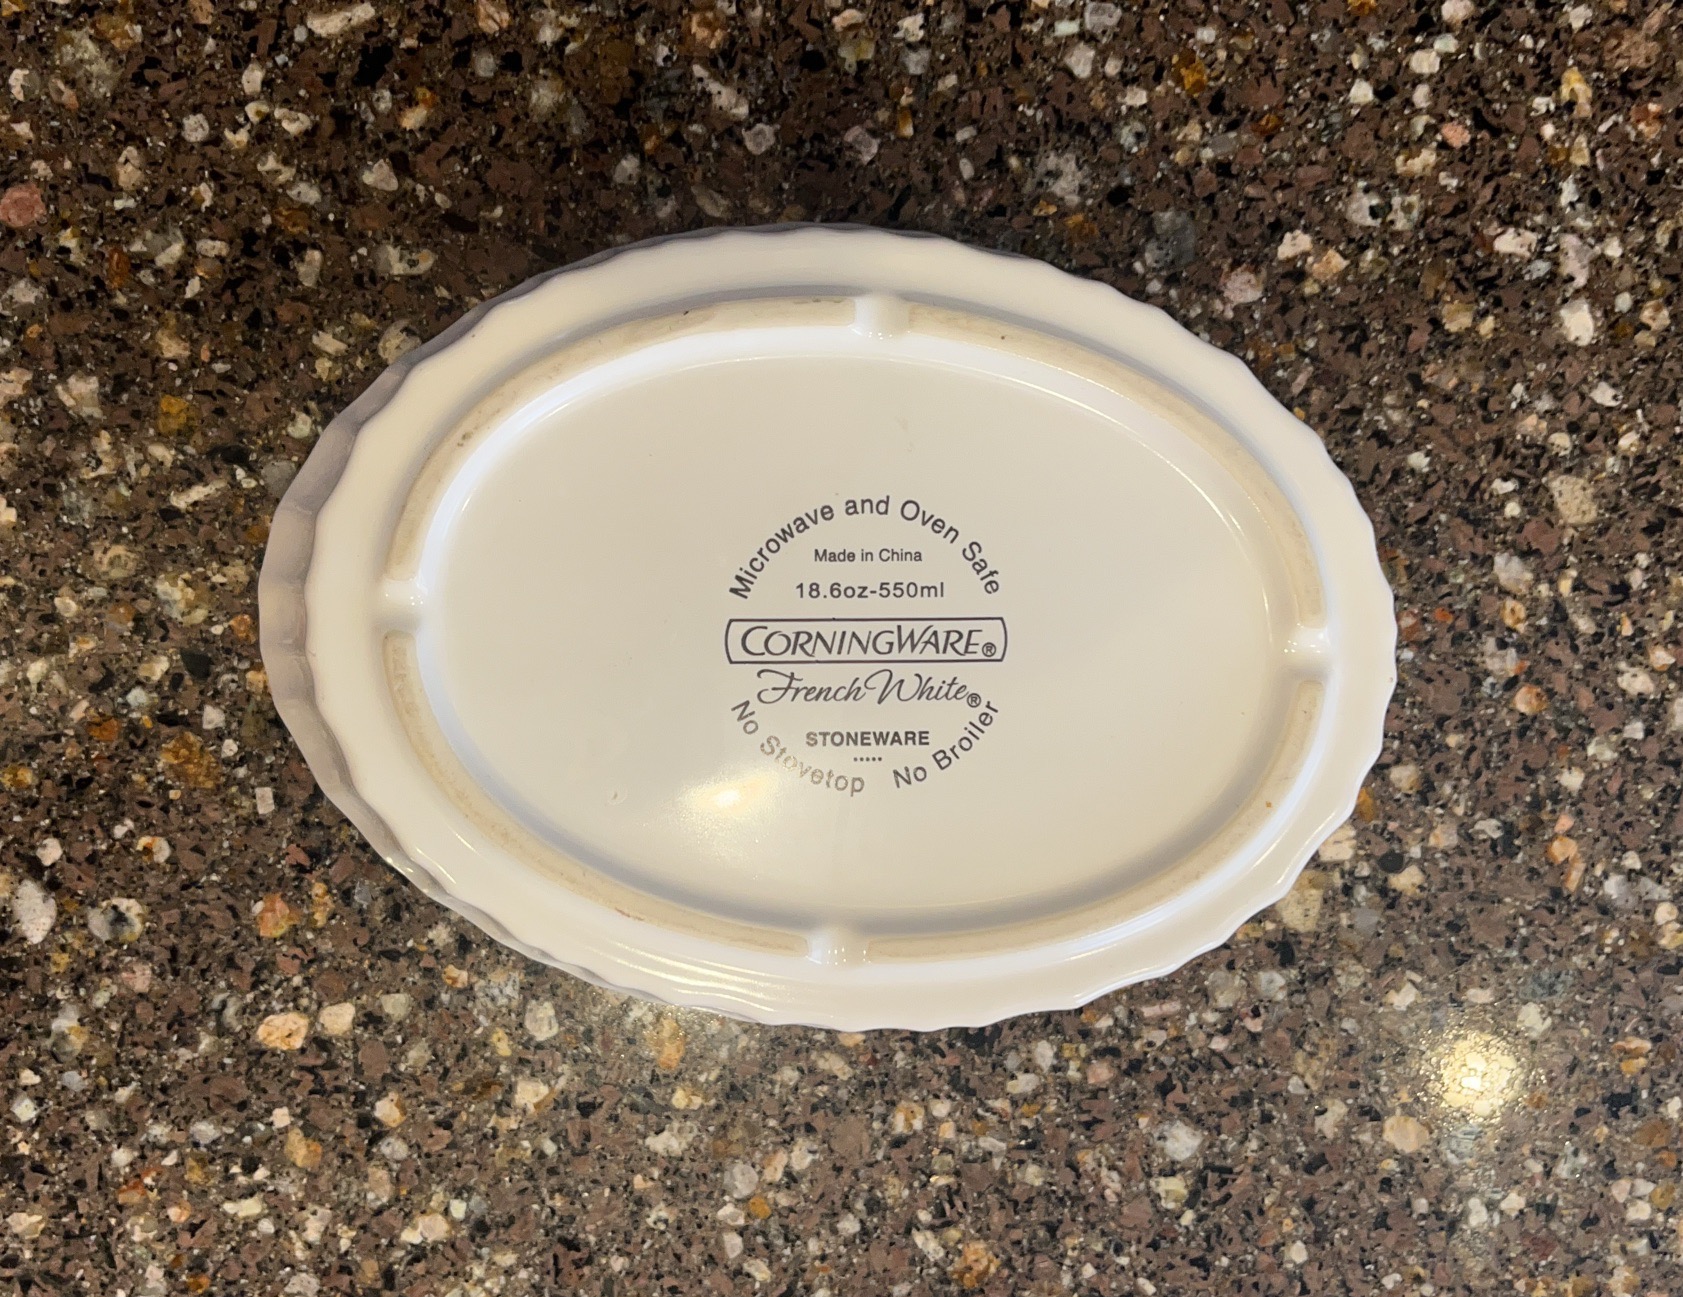 Microwave and Oven Safe
Made in China
18.6oz-550ml
CORNINGWARE®
French White®
STONEWARE
No Stovetop No Broiler